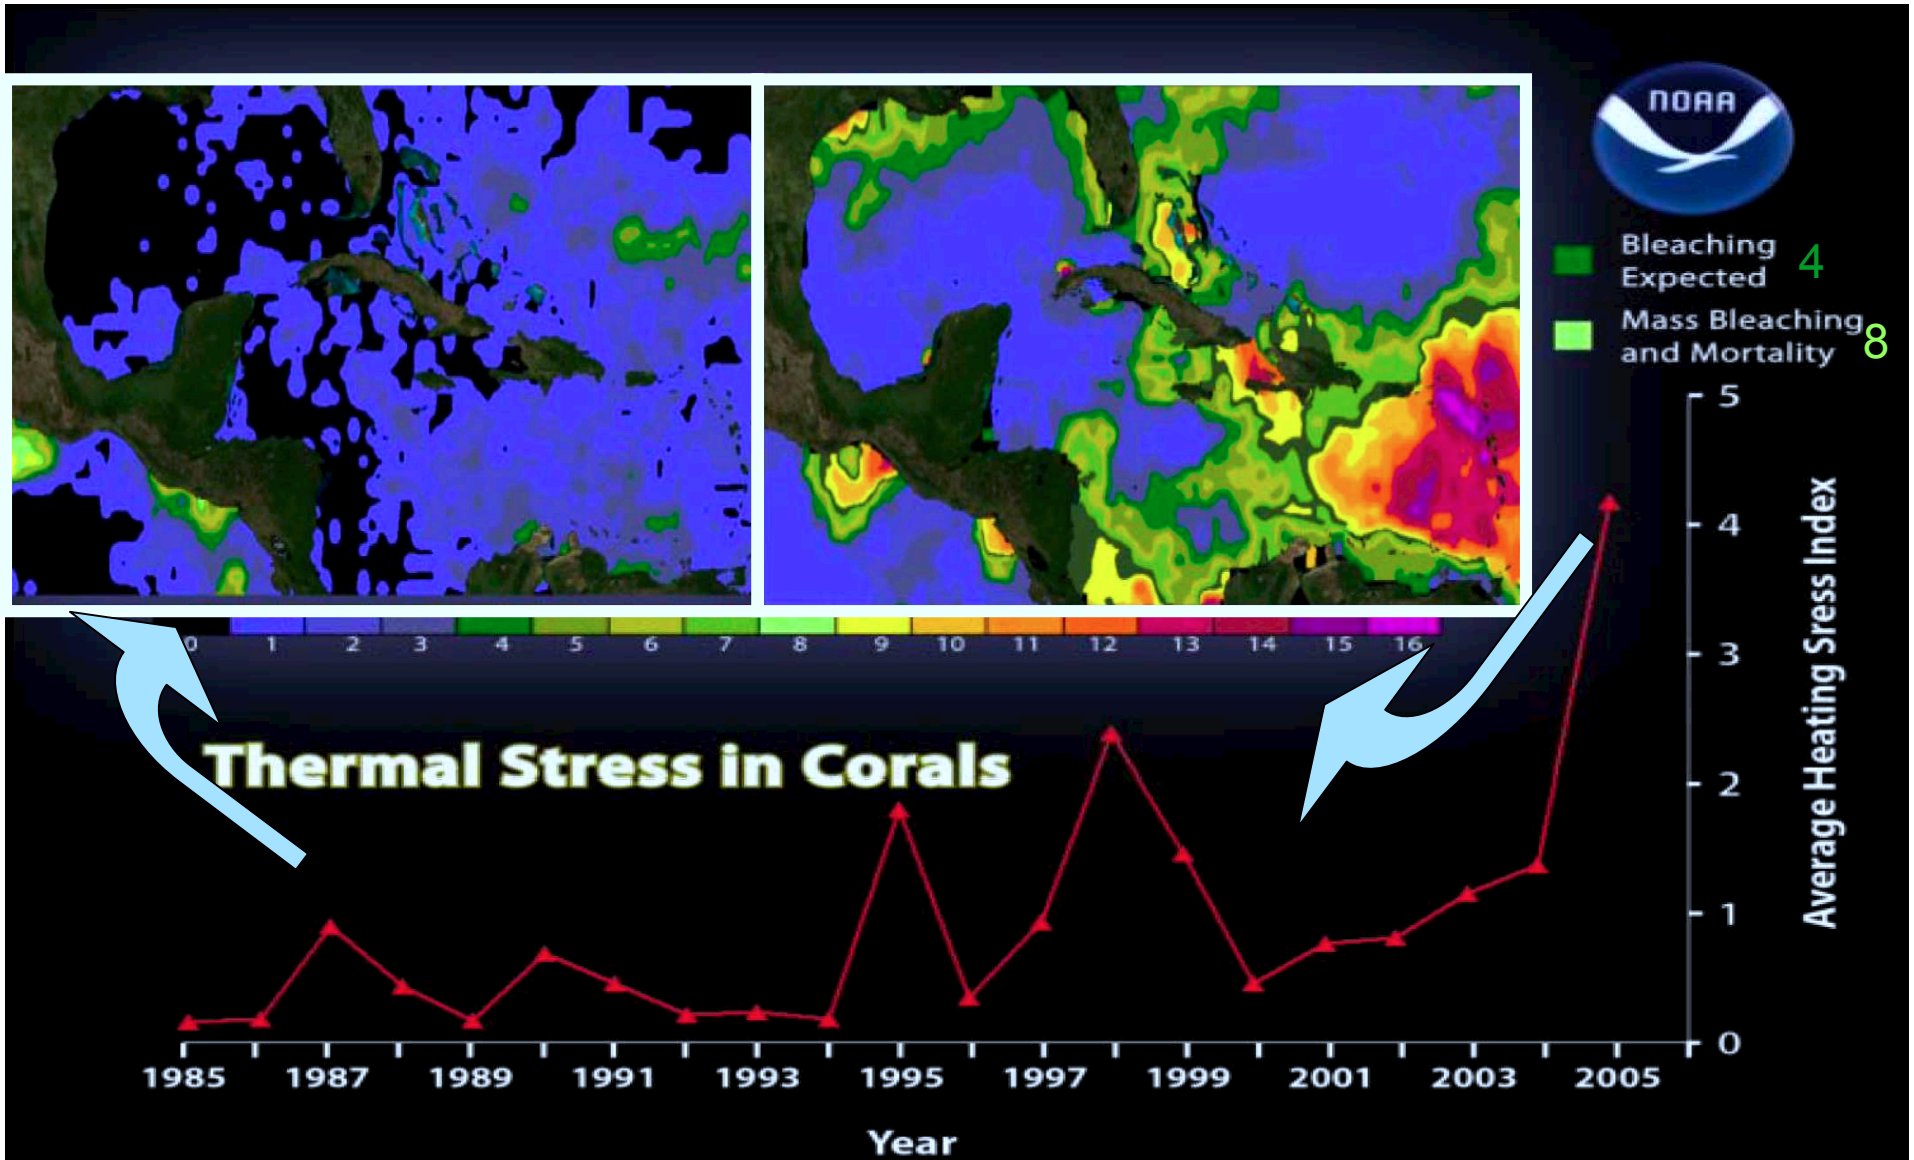 NOAA
Bleaching
Expected 4
Mass Bleaching
and Mortality 8
0 1 2 3 4 5 6 7 8 9 10 11 12 13 14 15 16
Thermal Stress in Corals
5
4
3
2
1
0
Average Heating Sress Index
1985 1987 1989 1991 1993 1995 1997 1999 2001 2003 2005
Year